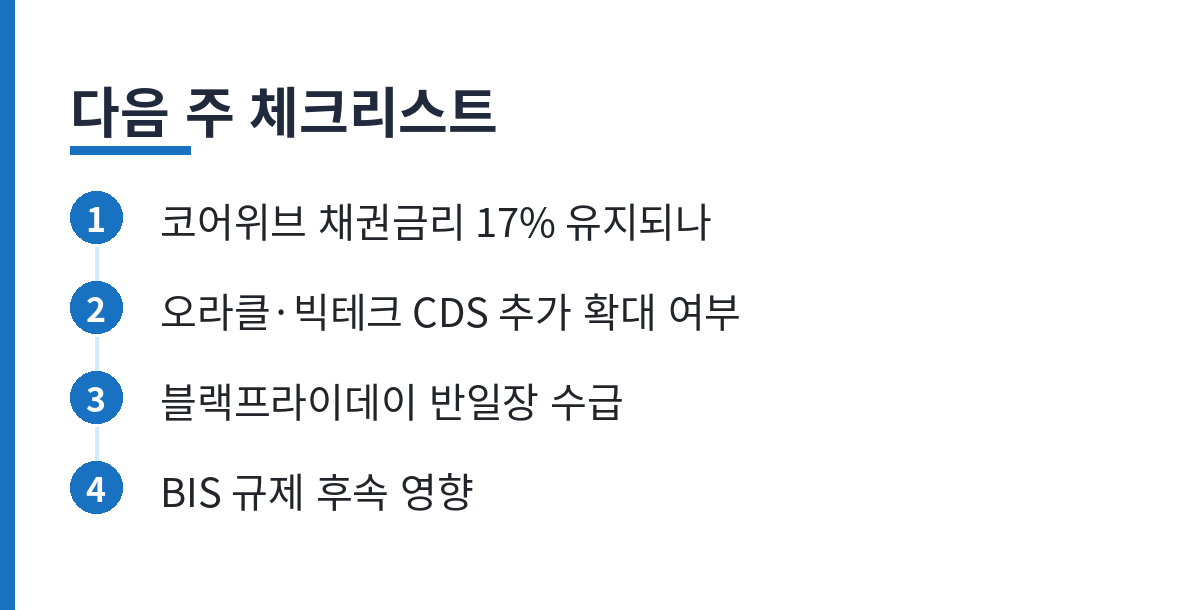 다음 주 체크리스트
1 코어위브 채권금리 17% 유지되나
2 오라클·빅테크 CDS 추가 확대 여부
3 블랙프라이데이 반일장 수급
4 BIS 규제 후속 영향